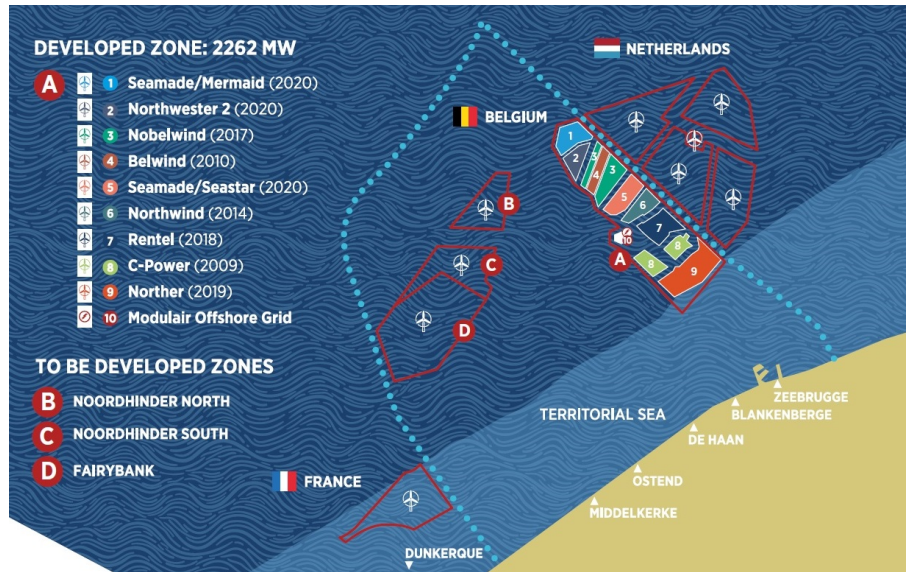 DEVELOPED ZONE: 2262 MW
A
1 Seamade/Mermaid (2020)
2 Northwester 2 (2020)
3 Nobelwind (2017)
4 Belwind (2010)
5 Seamade/Seastar (2020)
6 Northwind (2014)
7 Rentel (2018)
8 C-Power (2009)
9 Norther (2019)
10 Modulair Offshore Grid
TO BE DEVELOPED ZONES
B NOORDHINDER NORTH
C NOORDHINDER SOUTH
D FAIRYBANK
NETHERLANDS
BELGIUM
1
2
3
4
3
5
6
7
8
10
8
9
A
B
C
D
TERRITORIAL SEA
ZEEBRUGGE
BLANKENBERGE
DE HAAN
OSTEND
MIDDELKERKE
FRANCE
DUNKERQUE